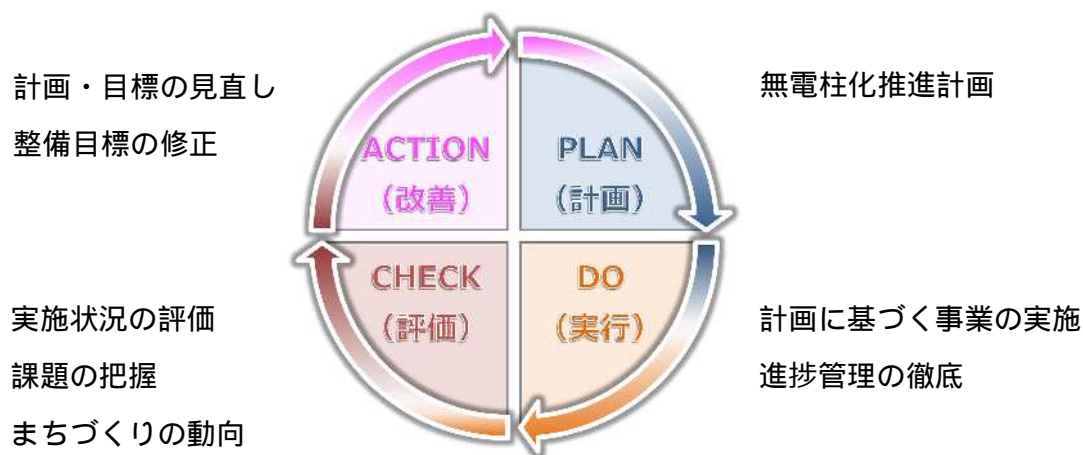 計画・目標の見直し
整備目標の修正
ACTION
(改善)
PLAN
(計画)
無電柱化推進計画
実施状況の評価
課題の把握
まちづくりの動向
CHECK
(評価)
DO
(実行)
計画に基づく事業の実施
進捗管理の徹底